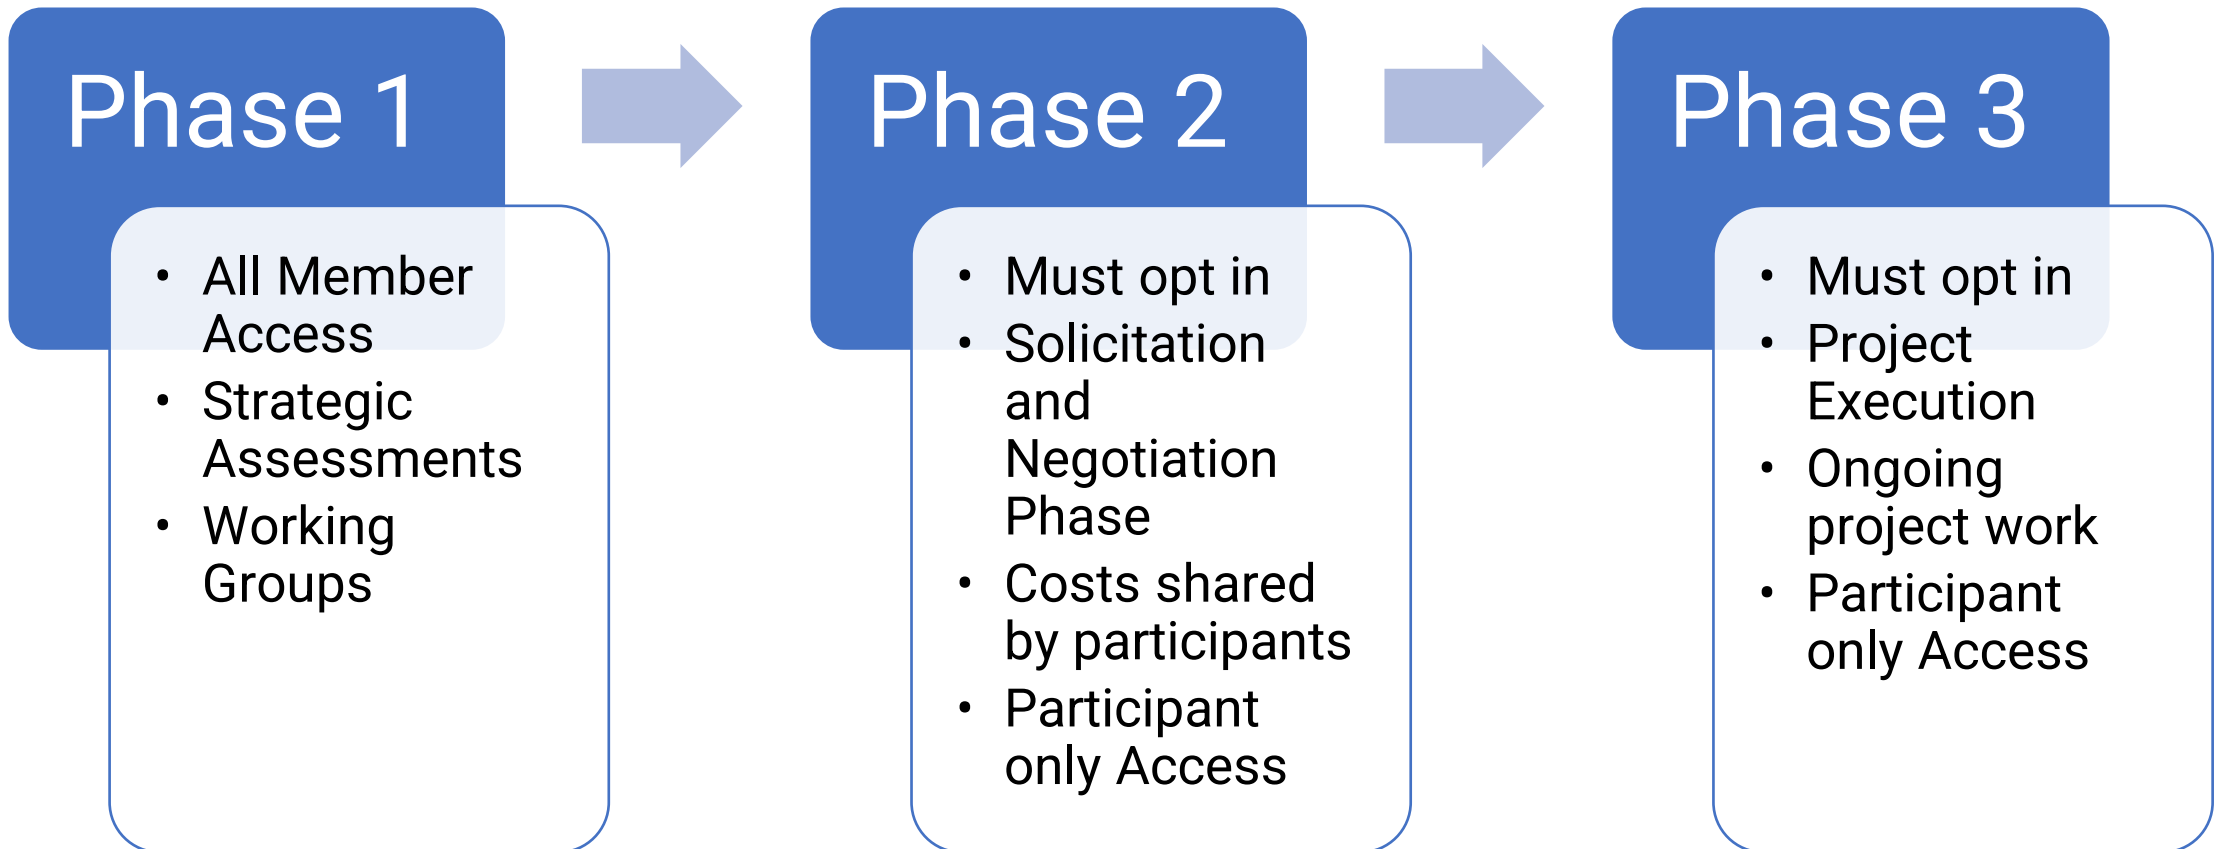 Phase 1
• All Member
Access
• Strategic
Assessments
• Working
Groups
Phase 2
• Must opt in
• Solicitation
and
Negotiation
Phase
• Costs shared
by participants
• Participant
only Access
Phase 3
• Must opt in
• Project
Execution
• Ongoing
project work
• Participant
only Access